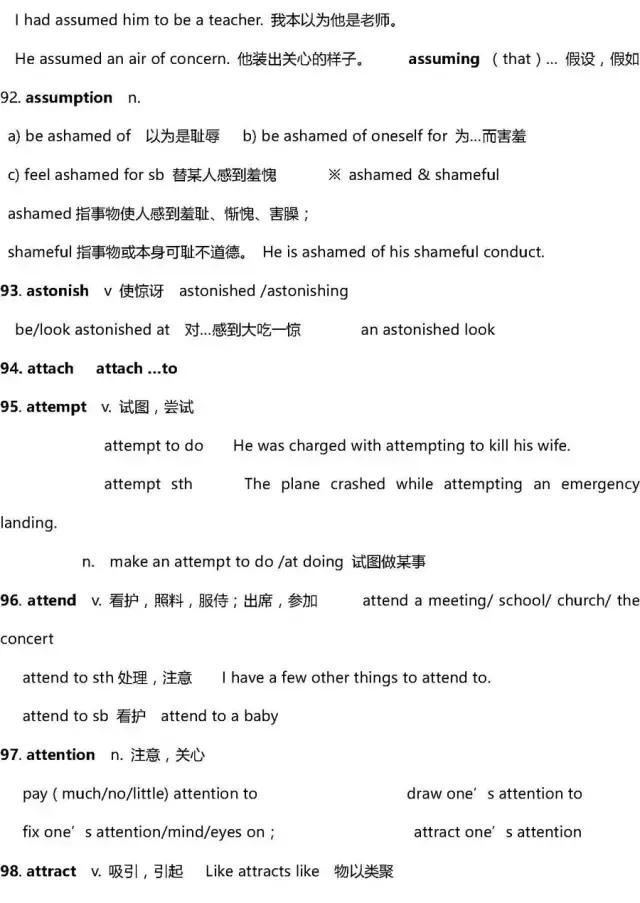 I had assumed him to be a teacher. 我本以为他是老师。
He assumed an air of concern. 他装出关心的样子。 assuming （that）... 假设，假如
92. assumption n.
a) be ashamed of 以为是耻辱 b) be ashamed of oneself for 为...而害羞
c) feel ashamed for sb 替某人感到羞愧 ※ ashamed & shameful
ashamed 指事物使人感到羞耻、惭愧、害臊；
shameful 指事物或本身可耻不道德。 He is ashamed of his shameful conduct.
93. astonish v 使惊讶 astonished /astonishing
be/look astonished at 对...感到大吃一惊 an astonished look
94. attach attach ...to
95. attempt v. 试图，尝试
attempt to do He was charged with attempting to kill his wife.
attempt sth The plane crashed while attempting an emergency
landing.
n. make an attempt to do /at doing 试图做某事
96. attend v. 看护，照料，服侍；出席，参加 attend a meeting/ school/ church/ the
concert
attend to sth 处理，注意 I have a few other things to attend to.
attend to sb 看护 attend to a baby
97. attention n. 注意，关心
pay ( much/no/little) attention to draw one’s attention to
fix one’s attention/mind/eyes on； attract one’s attention
98. attract v. 吸引，引起 Like attracts like 物以类聚